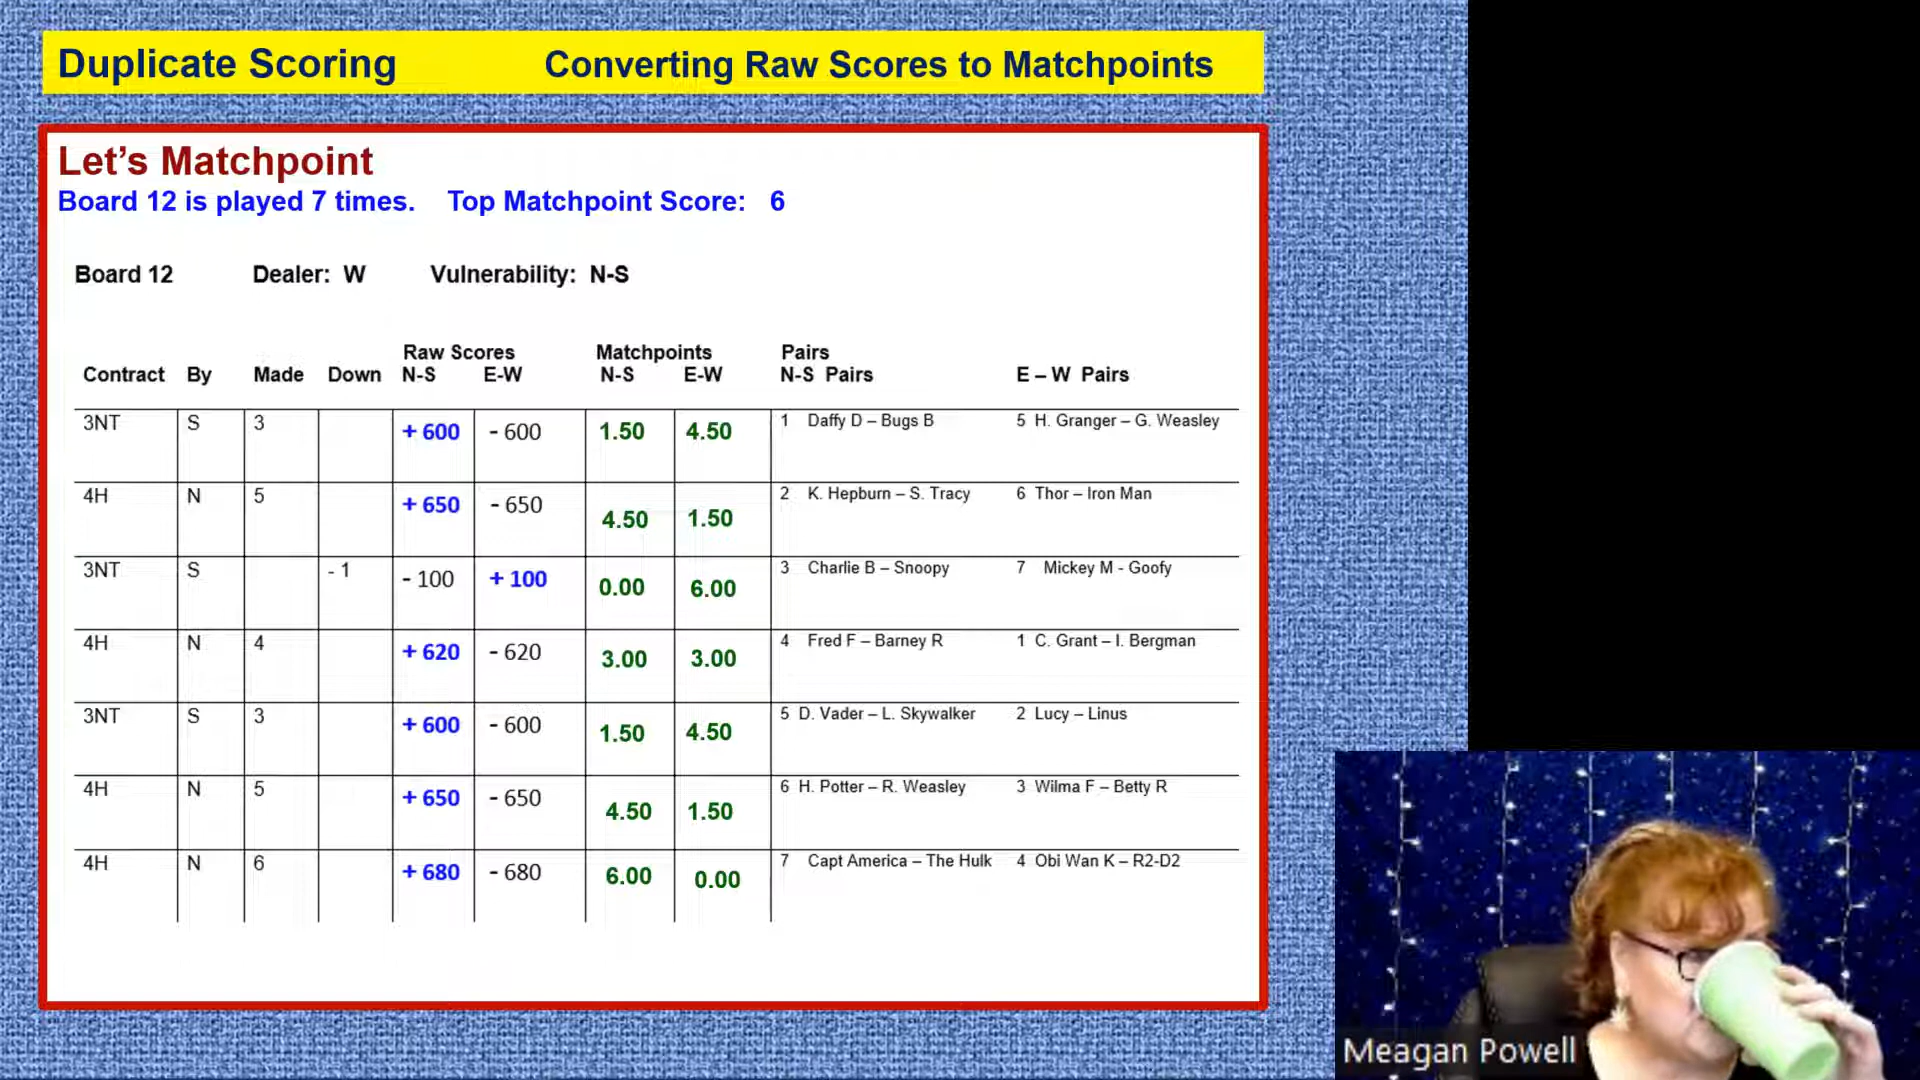 Duplicate Scoring Converting Raw Scores to Matchpoints
Let's Matchpoint
Board 12 is played 7 times. Top Matchpoint Score: 6
Board 12 Dealer: W Vulnerability: N-S
Raw Scores Matchpoints Pairs
Contract By Made Down N-S E-W N-S E-W N-S Pairs E – W Pairs
3NT S 3 + 600 - 600 1.50 4.50 1 Daffy D – Bugs B 5 H. Granger – G. Weasley
4H N 5 + 650 - 650 4.50 1.50 2 K. Hepburn – S. Tracy 6 Thor – Iron Man
3NT S - 1 - 100 + 100 0.00 6.00 3 Charlie B – Snoopy 7 Mickey M - Goofy
4H N 4 + 620 - 620 3.00 3.00 4 Fred F – Barney R 1 C. Grant – I. Bergman
3NT S 3 + 600 - 600 1.50 4.50 5 D. Vader – L. Skywalker 2 Lucy – Linus
4H N 5 + 650 - 650 4.50 1.50 6 H. Potter – R. Weasley 3 Wilma F – Betty R
4H N 6 + 680 - 680 6.00 0.00 7 Capt America – The Hulk 4 Obi Wan K – R2-D2
Meagan Powell